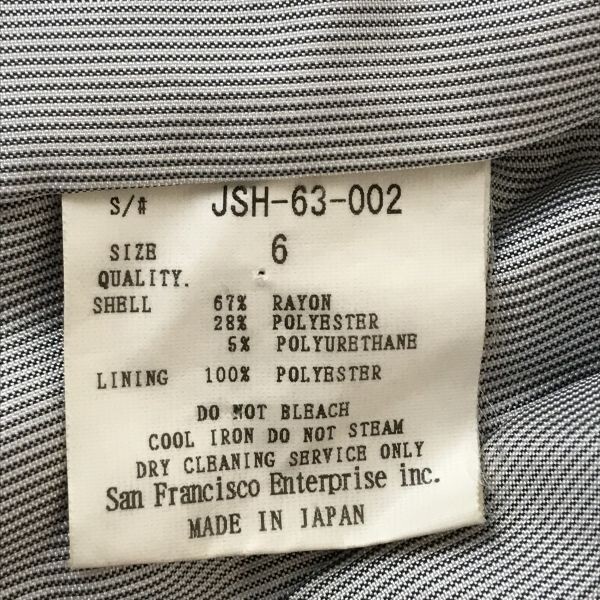 S/# JSH-63-002
SIZE 6
QUALITY.
SHELL 67% RAYON
28% POLYESTER
5% POLYURETHANE
LINING 100% POLYESTER
DO NOT BLEACH
COOL IRON DO NOT STEAM
DRY CLEANING SERVICE ONLY
San Francisco Enterprise inc.
MADE IN JAPAN